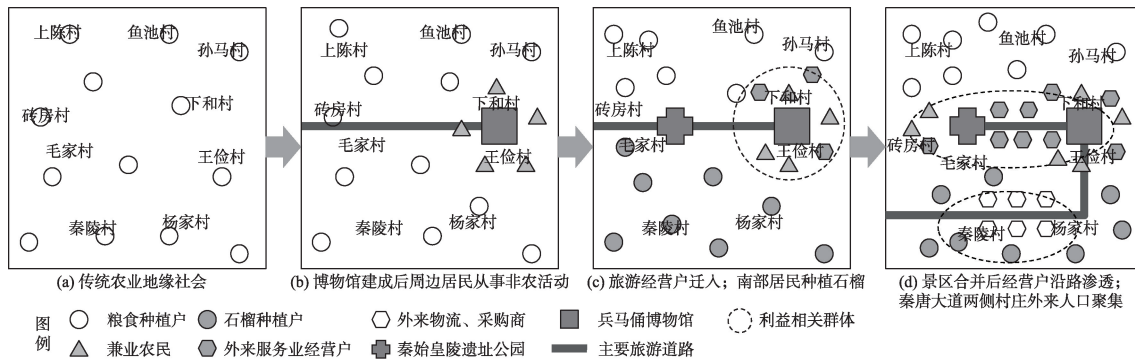 上陈村
鱼池村
孙马村
砖房村
下和村
毛家村
王俭村
秦陵村
杨家村
(a) 传统农业地缘社会
上陈村
鱼池村
孙马村
砖房村
下和村
毛家村
王俭村
秦陵村
杨家村
(b) 博物馆建成后周边居民从事非农活动
上陈村
鱼池村
孙马村
砖房村
下和村
毛家村
王俭村
秦陵村
杨家村
(c) 旅游经营户迁人；南部居民种植石榴
上陈村
鱼池村
孙马村
砖房村
下和村
毛家村
王俭村
秦陵村
杨家村
(d) 景区合并后经营户沿路渗透；
秦唐大道两侧村庄外来人口聚集
图例
粮食种植户 石榴种植户 外来物流、采购商 兵马俑博物馆 利益相关群体
兼业农民 外来服务业经营户 秦始皇陵遗址公园 主要旅游道路